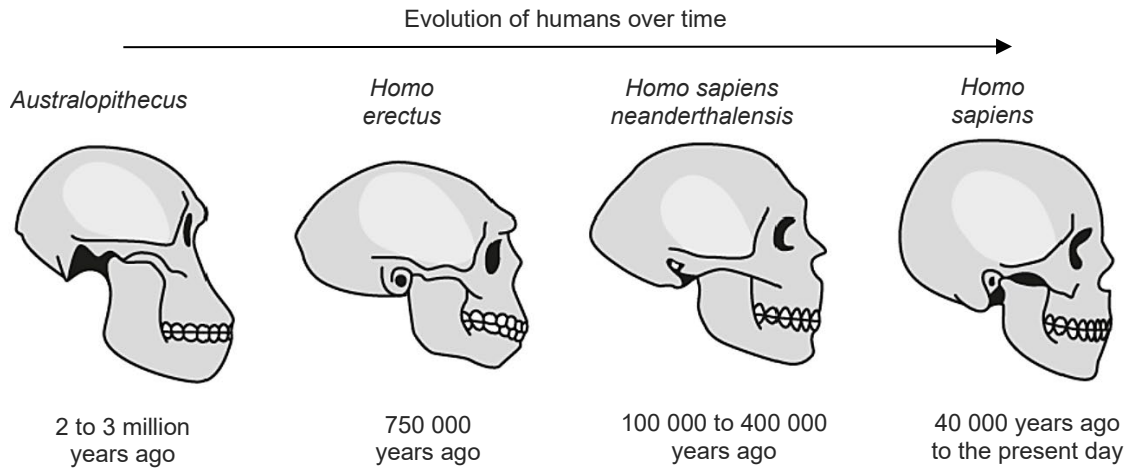 Evolution of humans over time
Australopithecus
Homo
erectus
Homo sapiens
neanderthalensis
Homo
sapiens
2 to 3 million
years ago
750 000
years ago
100 000 to 400 000
years ago
40 000 years ago
to the present day